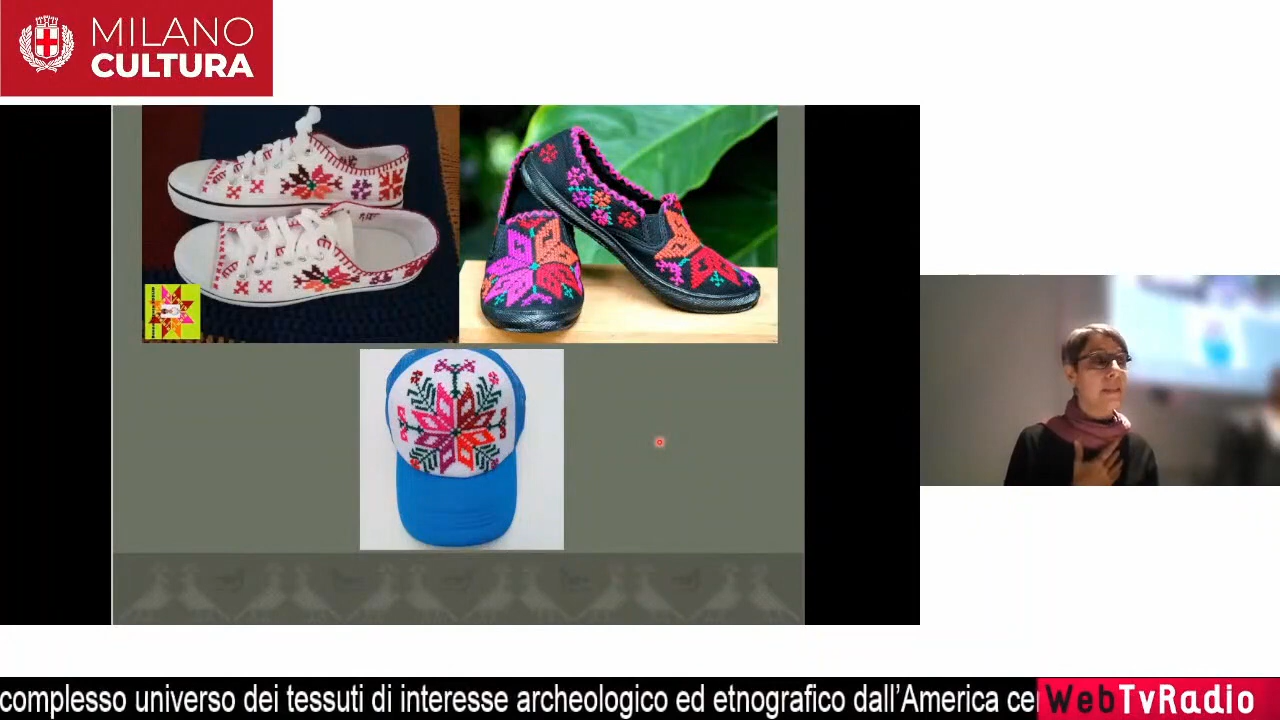 MILANO
CULTURA
complesso universo dei tessuti di interesse archeologico ed etnografico dall'America ce
WebTvRadio